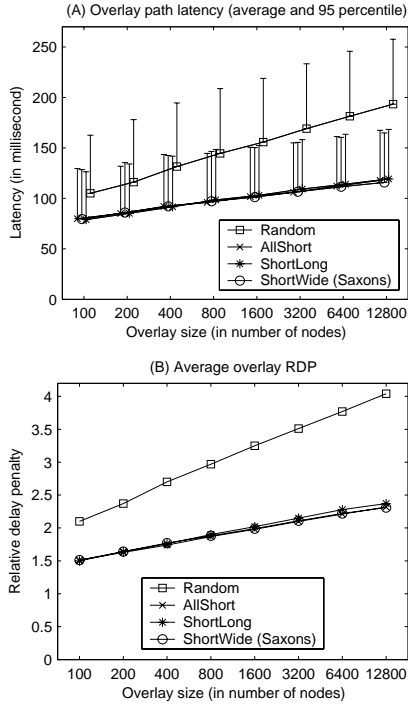 (A) Overlay path latency (average and 95 percentile)
250
200
150
100
50
0
Latency (in millisecond)
Random
AllShort
ShortLong
ShortWide (Saxons)
100 200 400 800 1600 3200 6400 12800
Overlay size (in number of nodes)
(B) Average overlay RDP
4
3.5
3
2.5
2
1.5
1
0.5
0
Relative delay penalty
Random
AllShort
ShortLong
ShortWide (Saxons)
100 200 400 800 1600 3200 6400 12800
Overlay size (in number of nodes)